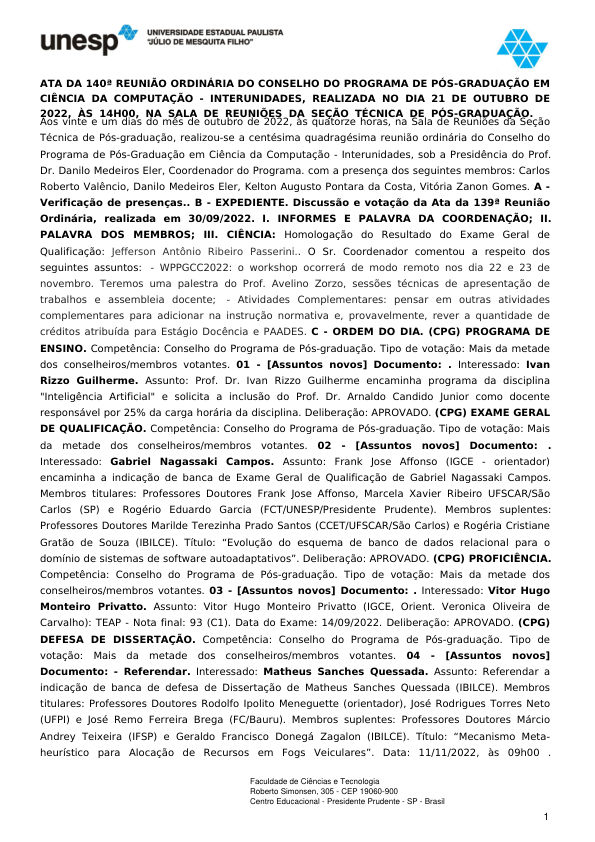 unesp
UNIVERSIDADE ESTADUAL PAULISTA
"JÚLIO DE MESQUITA FILHO"
ATA DA 140ª REUNIÃO ORDINÁRIA DO CONSELHO DO PROGRAMA DE PÓS-GRADUAÇÃO EM
CIÊNCIA DA COMPUTAÇÃO - INTERUNIDADES, REALIZADA NO DIA 21 DE OUTUBRO DE
2022, ÀS 14H00, NA SALA DE REUNIÕES DA SEÇÃO TÉCNICA DE PÓS-GRADUAÇÃO.
Aos vinte e um dias do mês de outubro de 2022, às quatorze horas, na Sala de Reuniões da Seção
Técnica de Pós-graduação, realizou-se a centésima quadragésima reunião ordinária do Conselho do
Programa de Pós-Graduação em Ciência da Computação - Interunidades, sob a Presidência do Prof.
Dr. Danilo Medeiros Eler, Coordenador do Programa. com a presença dos seguintes membros: Carlos
Roberto Valêncio, Danilo Medeiros Eler, Kelton Augusto Pontara da Costa, Vitória Zanon Gomes. A -
Verificação de presenças.. B - EXPEDIENTE. Discussão e votação da Ata da 139ª Reunião
Ordinária, realizada em 30/09/2022. I. INFORMES E PALAVRA DA COORDENAÇÃO; II.
PALAVRA DOS MEMBROS; III. CIÊNCIA: Homologação do Resultado do Exame Geral de
Qualificação: Jefferson Antônio Ribeiro Passerini.. O Sr. Coordenador comentou a respeito dos
seguintes assuntos: - WPPGCC2022: o workshop ocorrerá de modo remoto nos dia 22 e 23 de
novembro. Teremos uma palestra do Prof. Avelino Zorzo, sessões técnicas de apresentação de
trabalhos e assembleia docente; - Atividades Complementares: pensar em outras atividades
complementares para adicionar na instrução normativa e, provavelmente, rever a quantidade de
créditos atribuída para Estágio Docência e PAADES. C - ORDEM DO DIA. (CPG) PROGRAMA DE
ENSINO. Competência: Conselho do Programa de Pós-graduação. Tipo de votação: Mais da metade
dos conselheiros/membros votantes. 01 - [Assuntos novos] Documento: . Interessado: Ivan
Rizzo Guilherme. Assunto: Prof. Dr. Ivan Rizzo Guilherme encaminha programa da disciplina
"Inteligência Artificial" e solicita a inclusão do Prof. Dr. Arnaldo Candido Junior como docente
responsável por 25% da carga horária da disciplina. Deliberação: APROVADO. (CPG) EXAME GERAL
DE QUALIFICAÇÃO. Competência: Conselho do Programa de Pós-graduação. Tipo de votação: Mais
da metade dos conselheiros/membros votantes. 02 - [Assuntos novos] Documento: .
Interessado: Gabriel Nagassaki Campos. Assunto: Frank Jose Affonso (IGCE - orientador)
encaminha a indicação de banca de Exame Geral de Qualificação de Gabriel Nagassaki Campos.
Membros titulares: Professores Doutores Frank Jose Affonso, Marcela Xavier Ribeiro UFSCAR/São
Carlos (SP) e Rogério Eduardo Garcia (FCT/UNESP/Presidente Prudente). Membros suplentes:
Professores Doutores Marilde Terezinha Prado Santos (CCET/UFSCAR/São Carlos) e Rogéria Cristiane
Gratão de Souza (IBILCE). Título: “Evolução do esquema de banco de dados relacional para o
domínio de sistemas de software autoadaptativos”. Deliberação: APROVADO. (CPG) PROFICIÊNCIA.
Competência: Conselho do Programa de Pós-graduação. Tipo de votação: Mais da metade dos
conselheiros/membros votantes. 03 - [Assuntos novos] Documento: . Interessado: Vitor Hugo
Monteiro Privatto. Assunto: Vitor Hugo Monteiro Privatto (IGCE, Orient. Veronica Oliveira de
Carvalho): TEAP - Nota final: 93 (C1). Data do Exame: 14/09/2022. Deliberação: APROVADO. (CPG)
DEFESA DE DISSERTAÇÃO. Competência: Conselho do Programa de Pós-graduação. Tipo de
votação: Mais da metade dos conselheiros/membros votantes. 04 - [Assuntos novos]
Documento: - Referendar. Interessado: Matheus Sanches Quessada. Assunto: Referendar a
indicação de banca de defesa de Dissertação de Matheus Sanches Quessada (IBILCE). Membros
titulares: Professores Doutores Rodolfo Ipolito Meneguette (orientador), José Rodrigues Torres Neto
(UFPI) e José Remo Ferreira Brega (FC/Bauru). Membros suplentes: Professores Doutores Márcio
Andrey Teixeira (IFSP) e Geraldo Francisco Donegá Zagalon (IBILCE). Título: “Mecanismo Meta-
heurístico para Alocação de Recursos em Fogs Veiculares”. Data: 11/11/2022, às 09h00 .
Faculdade de Ciências e Tecnologia
Roberto Simonsen, 305 - CEP 19060-900
Centro Educacional - Presidente Prudente - SP - Brasil
1